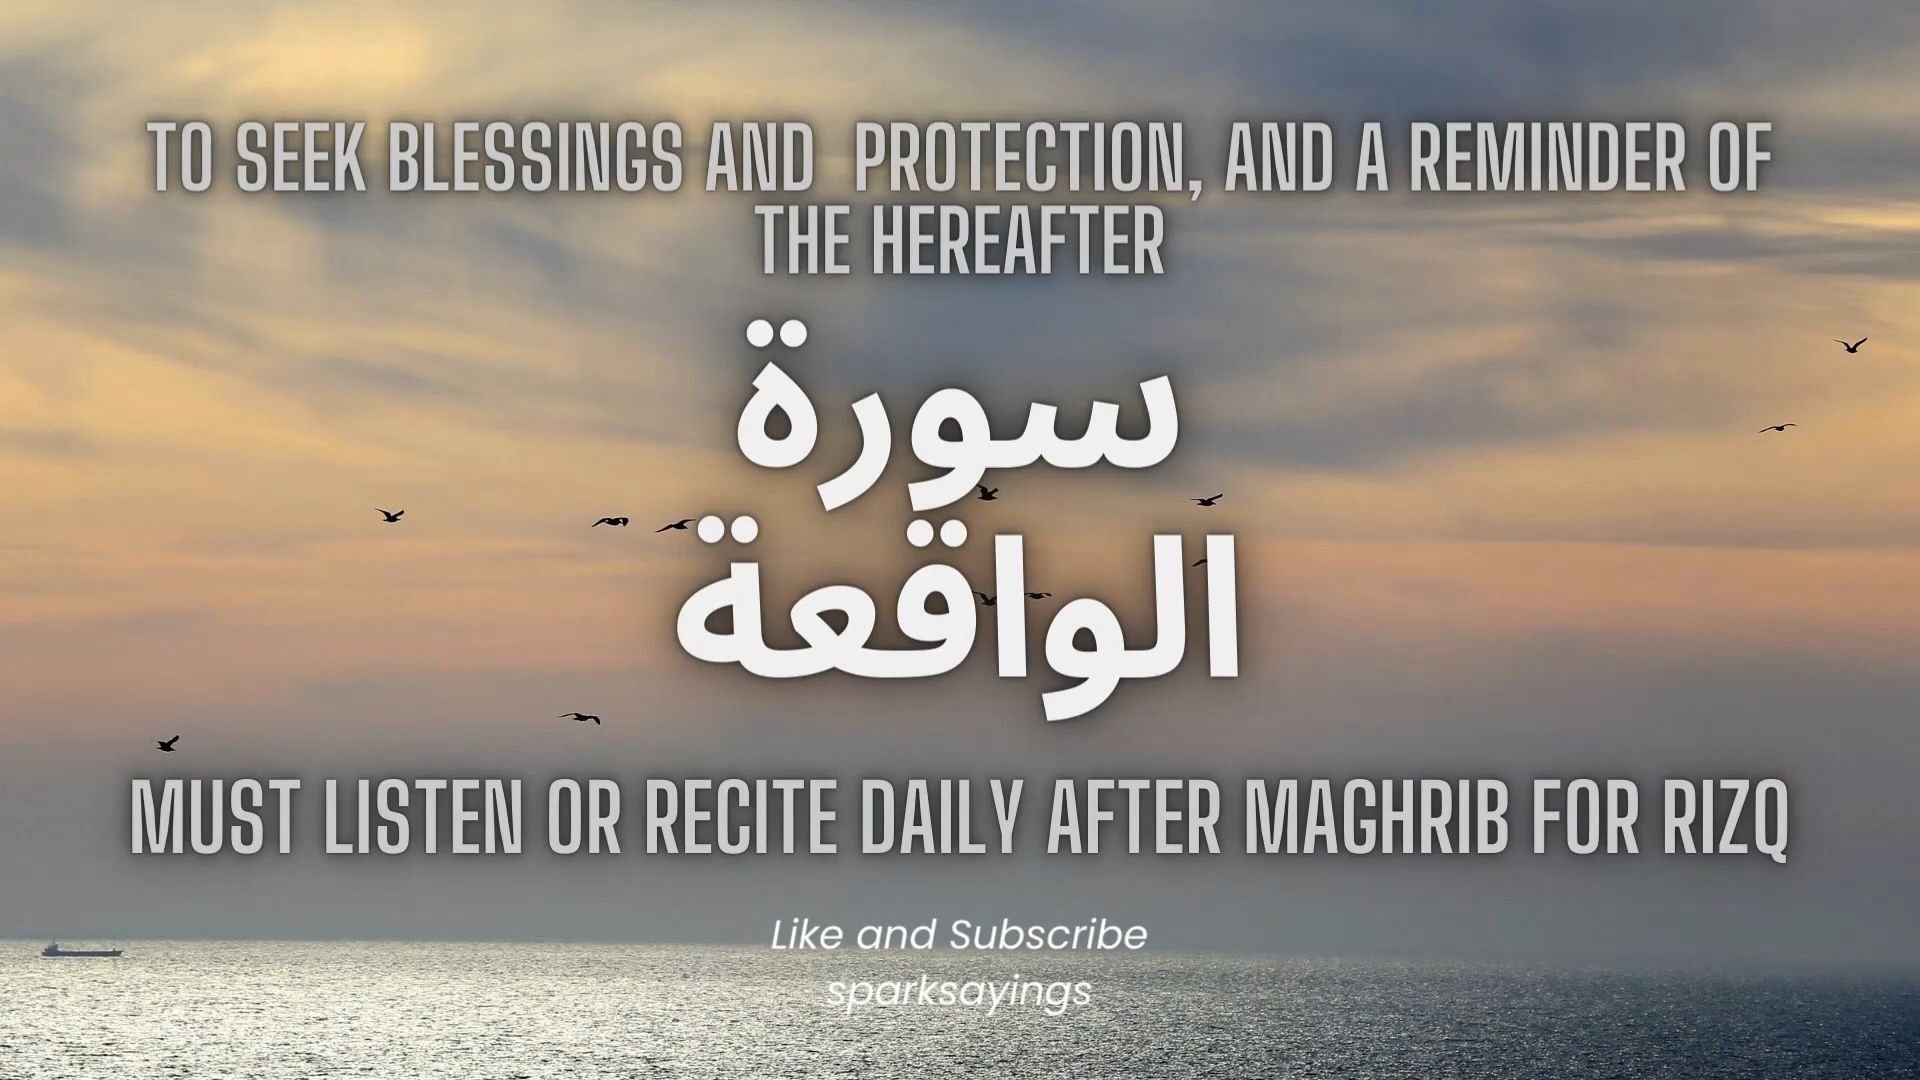 TO SEEK BLESSINGS AND  PROTECTION, AND A REMINDER OF
THE HEREAFTER
سورة
الواقعة
MUST LISTEN OR RECITE DAILY AFTER MAGHRIB FOR RIZQ
Like and Subscribe
sparksayings